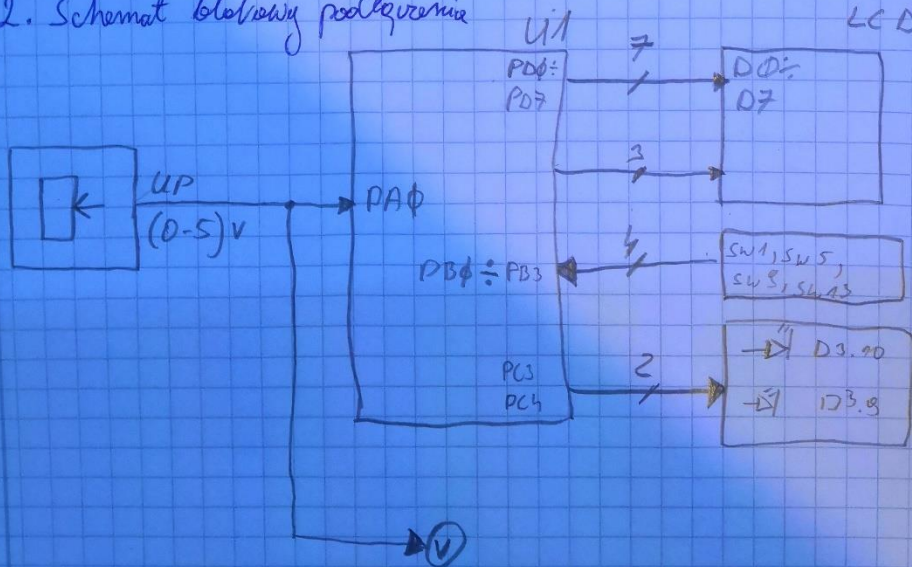 2. Schemat blokowy podłączenia
U1
LCD
PD0÷
PD7
7
D0÷
D7
3
UP
(0-5)V
PA0
PB0÷PB3
4
SW1, SW5,
SW9, SW13
PC3
PC4
2
D3.10
D3.9
V